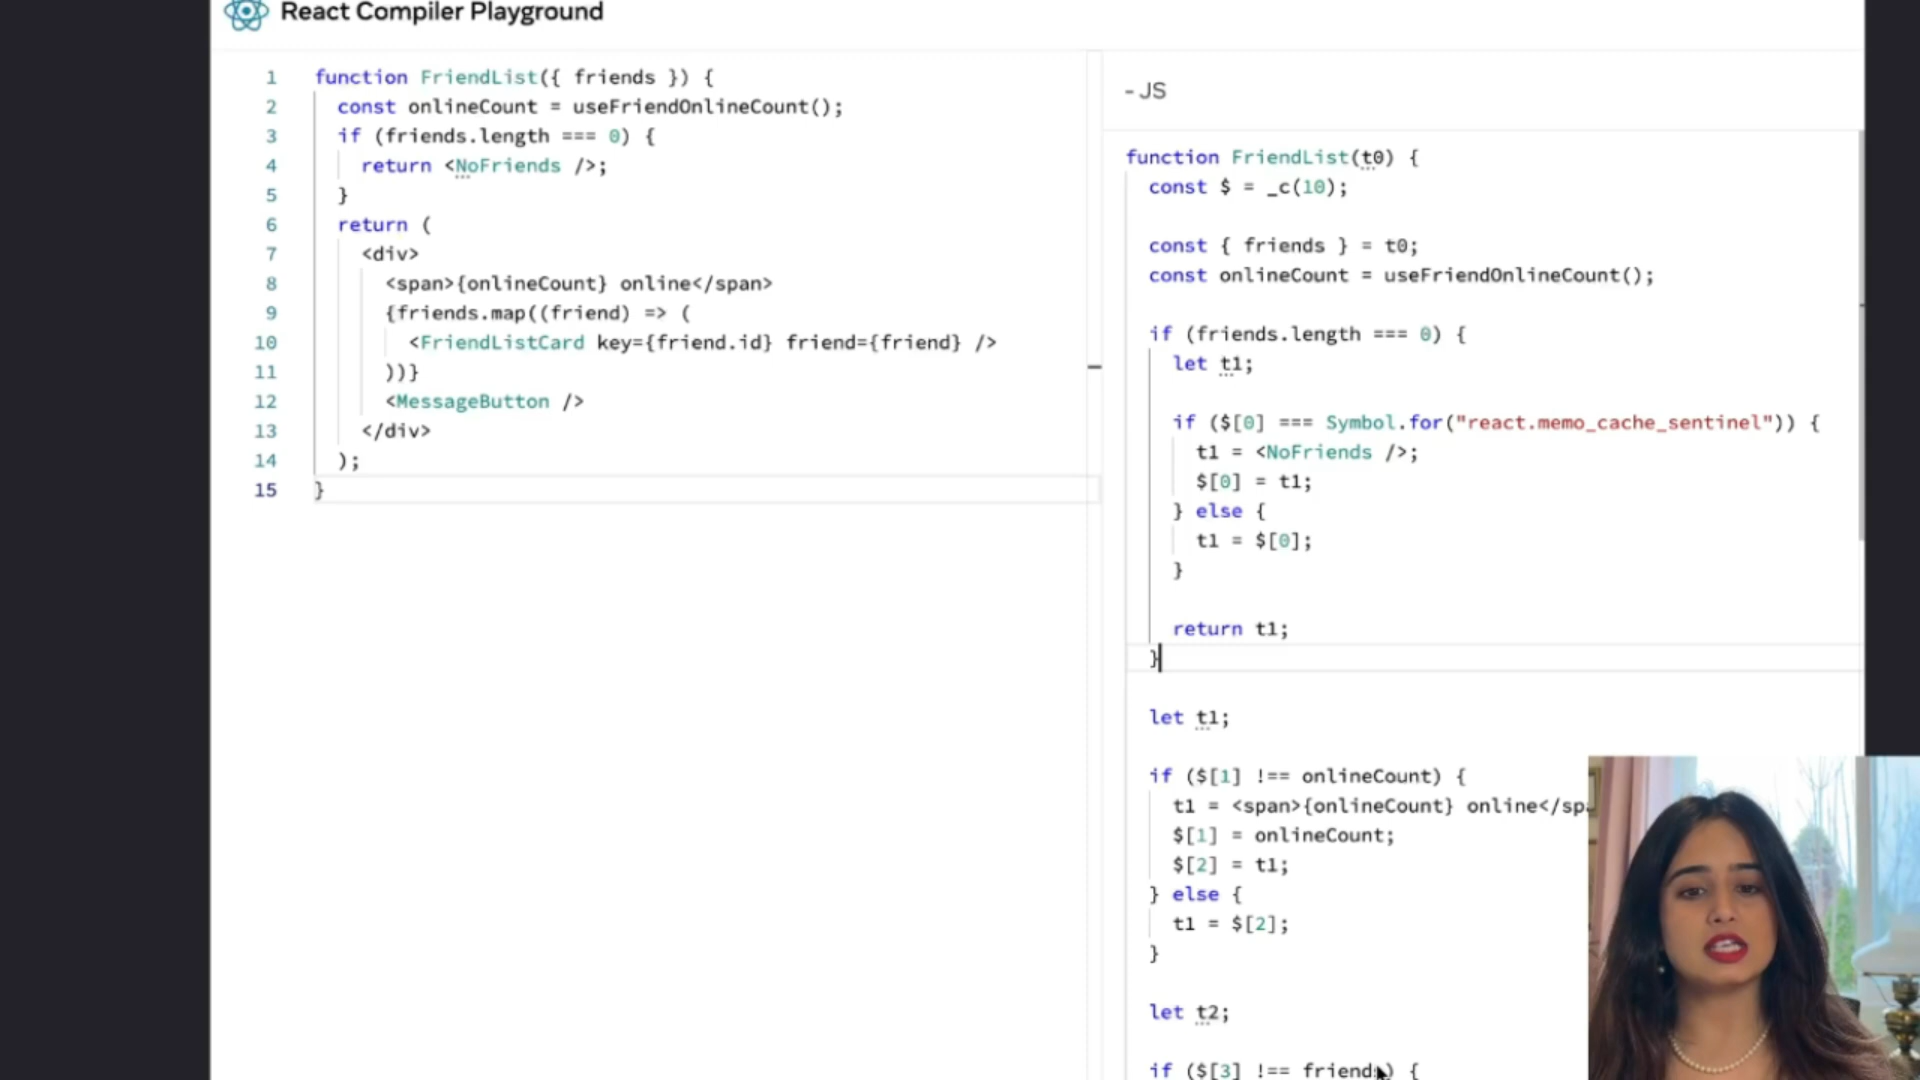 React Compiler Playground
1 function FriendList({ friends }) {
2 const onlineCount = useFriendOnlineCount();
3 if (friends.length === 0) {
4 return <NoFriends />;
5 }
6 return (
7 <div>
8 <span>{onlineCount} online</span>
9 {friends.map((friend) => (
10 <FriendListCard key={friend.id} friend={friend} />
11 ))}
12 <MessageButton />
13 </div>
14 );
15 }
- JS
function FriendList(t0) {
const $ = _c(10);
const { friends } = t0;
const onlineCount = useFriendOnlineCount();
if (friends.length === 0) {
let t1;
if ($[0] === Symbol.for("react.memo_cache_sentinel")) {
t1 = <NoFriends />;
$[0] = t1;
} else {
t1 = $[0];
}
return t1;
}
let t1;
if ($[1] !== onlineCount) {
t1 = <span>{onlineCount} online</sp
$[1] = onlineCount;
$[2] = t1;
} else {
t1 = $[2];
}
let t2;
if ($[3] !== friends) {